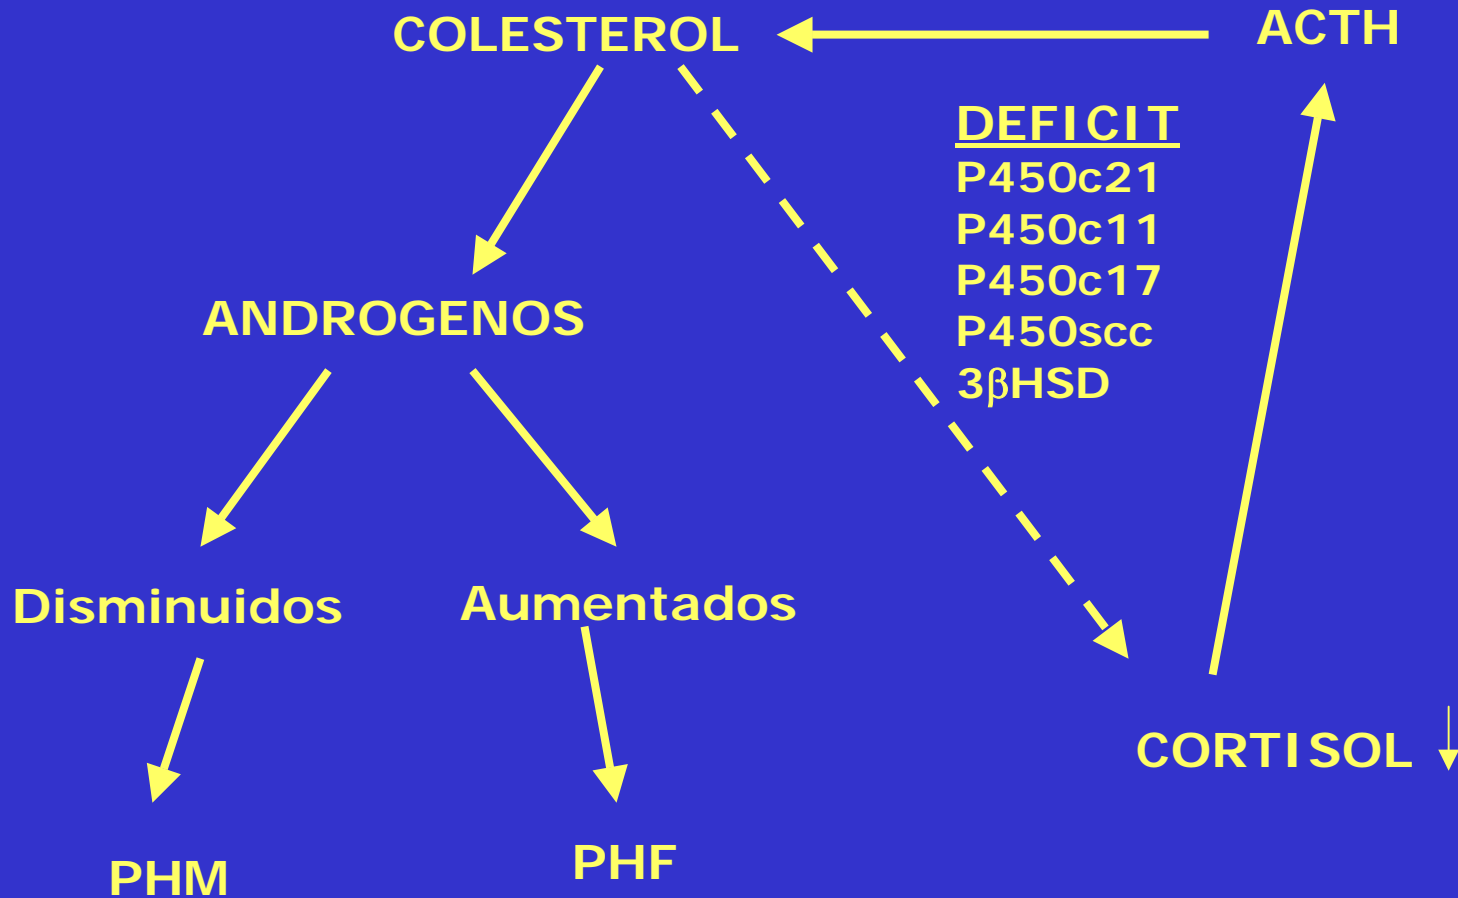 COLESTEROL
ACTH
DEFICIT
P450c21
P450c11
P450c17
P450scc
3βHSD
ANDROGENOS
Disminuidos
Aumentados
CORTISOL ↓
PHM
PHF